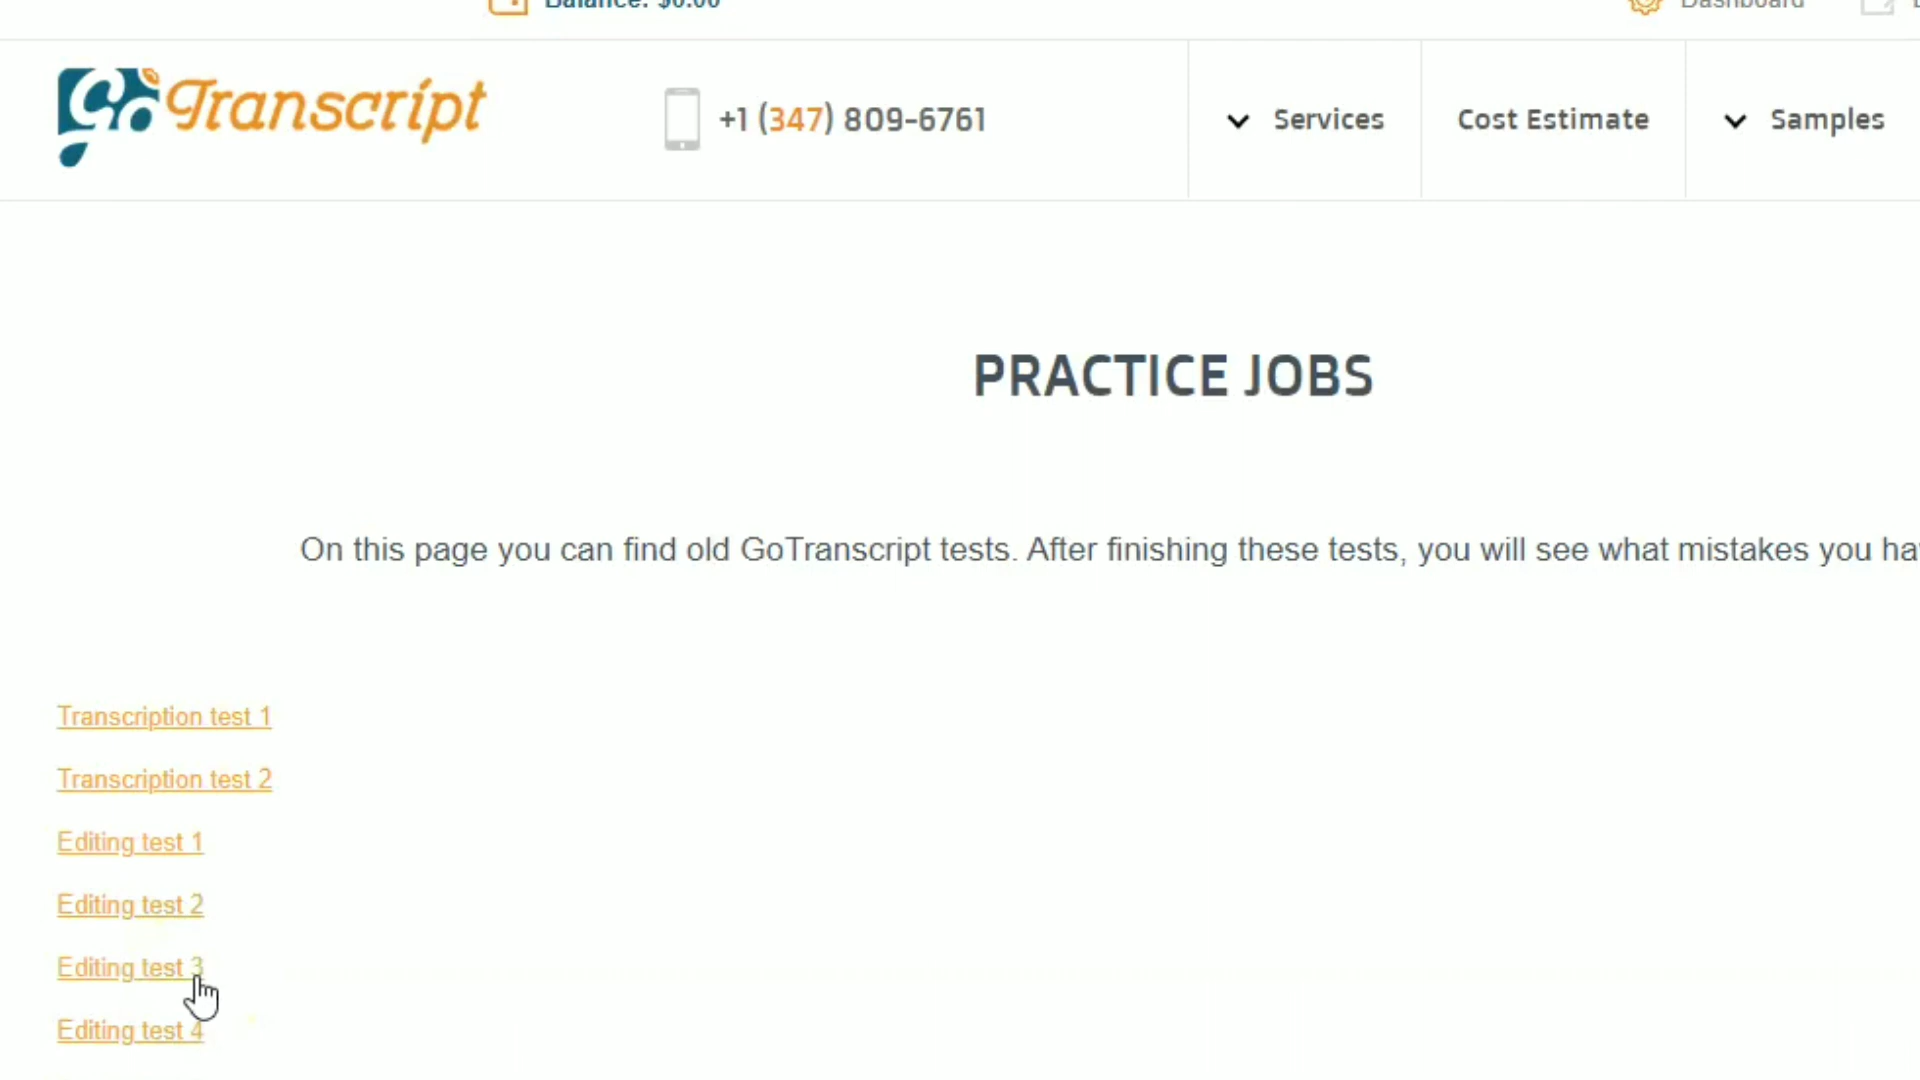 Balance: $0.00
Dashboard
Go Transcript
+1 (347) 809-6761
Services
Cost Estimate
Samples
PRACTICE JOBS
On this page you can find old GoTranscript tests. After finishing these tests, you will see what mistakes you
Transcription test 1
Transcription test 2
Editing test 1
Editing test 2
Editing test 3
Editing test 4